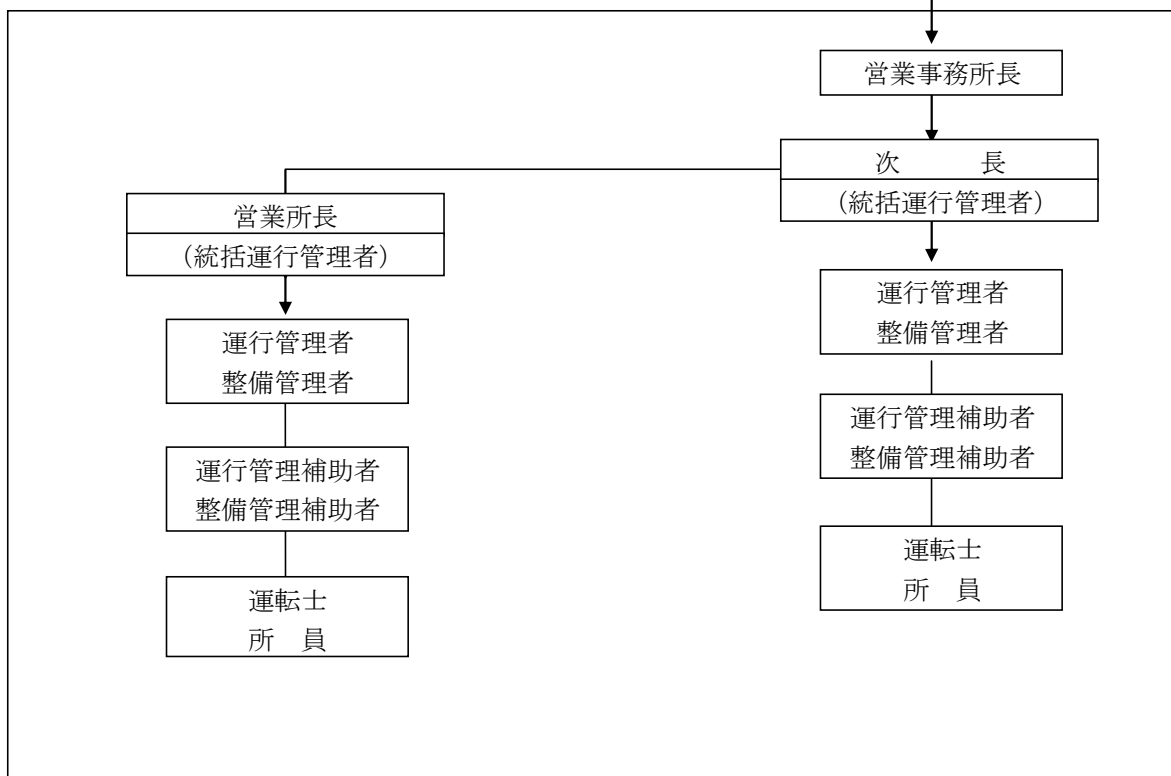 営業事務所長
次　　　長
（統括運行管理者）
営業所長
（統括運行管理者）
運行管理者
整備管理者
運行管理者
整備管理者
運行管理補助者
整備管理補助者
運行管理補助者
整備管理補助者
運転士
所　員
運転士
所　員